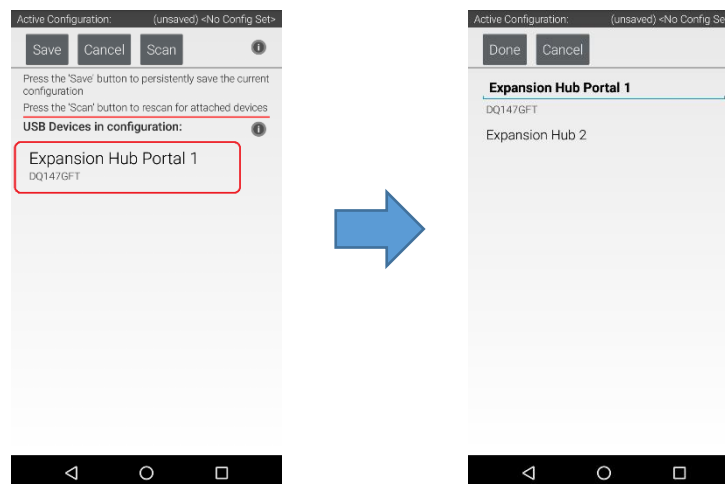 Active Configuration: (unsaved) <No Config Set>
Save Cancel Scan
Press the 'Save' button to persistently save the current
configuration
Press the 'Scan' button to rescan for attached devices
USB Devices in configuration:
Expansion Hub Portal 1
DQ147GFT
Active Configuration: (unsaved) <No Config Se
Done Cancel
Expansion Hub Portal 1
DQ147GFT
Expansion Hub 2